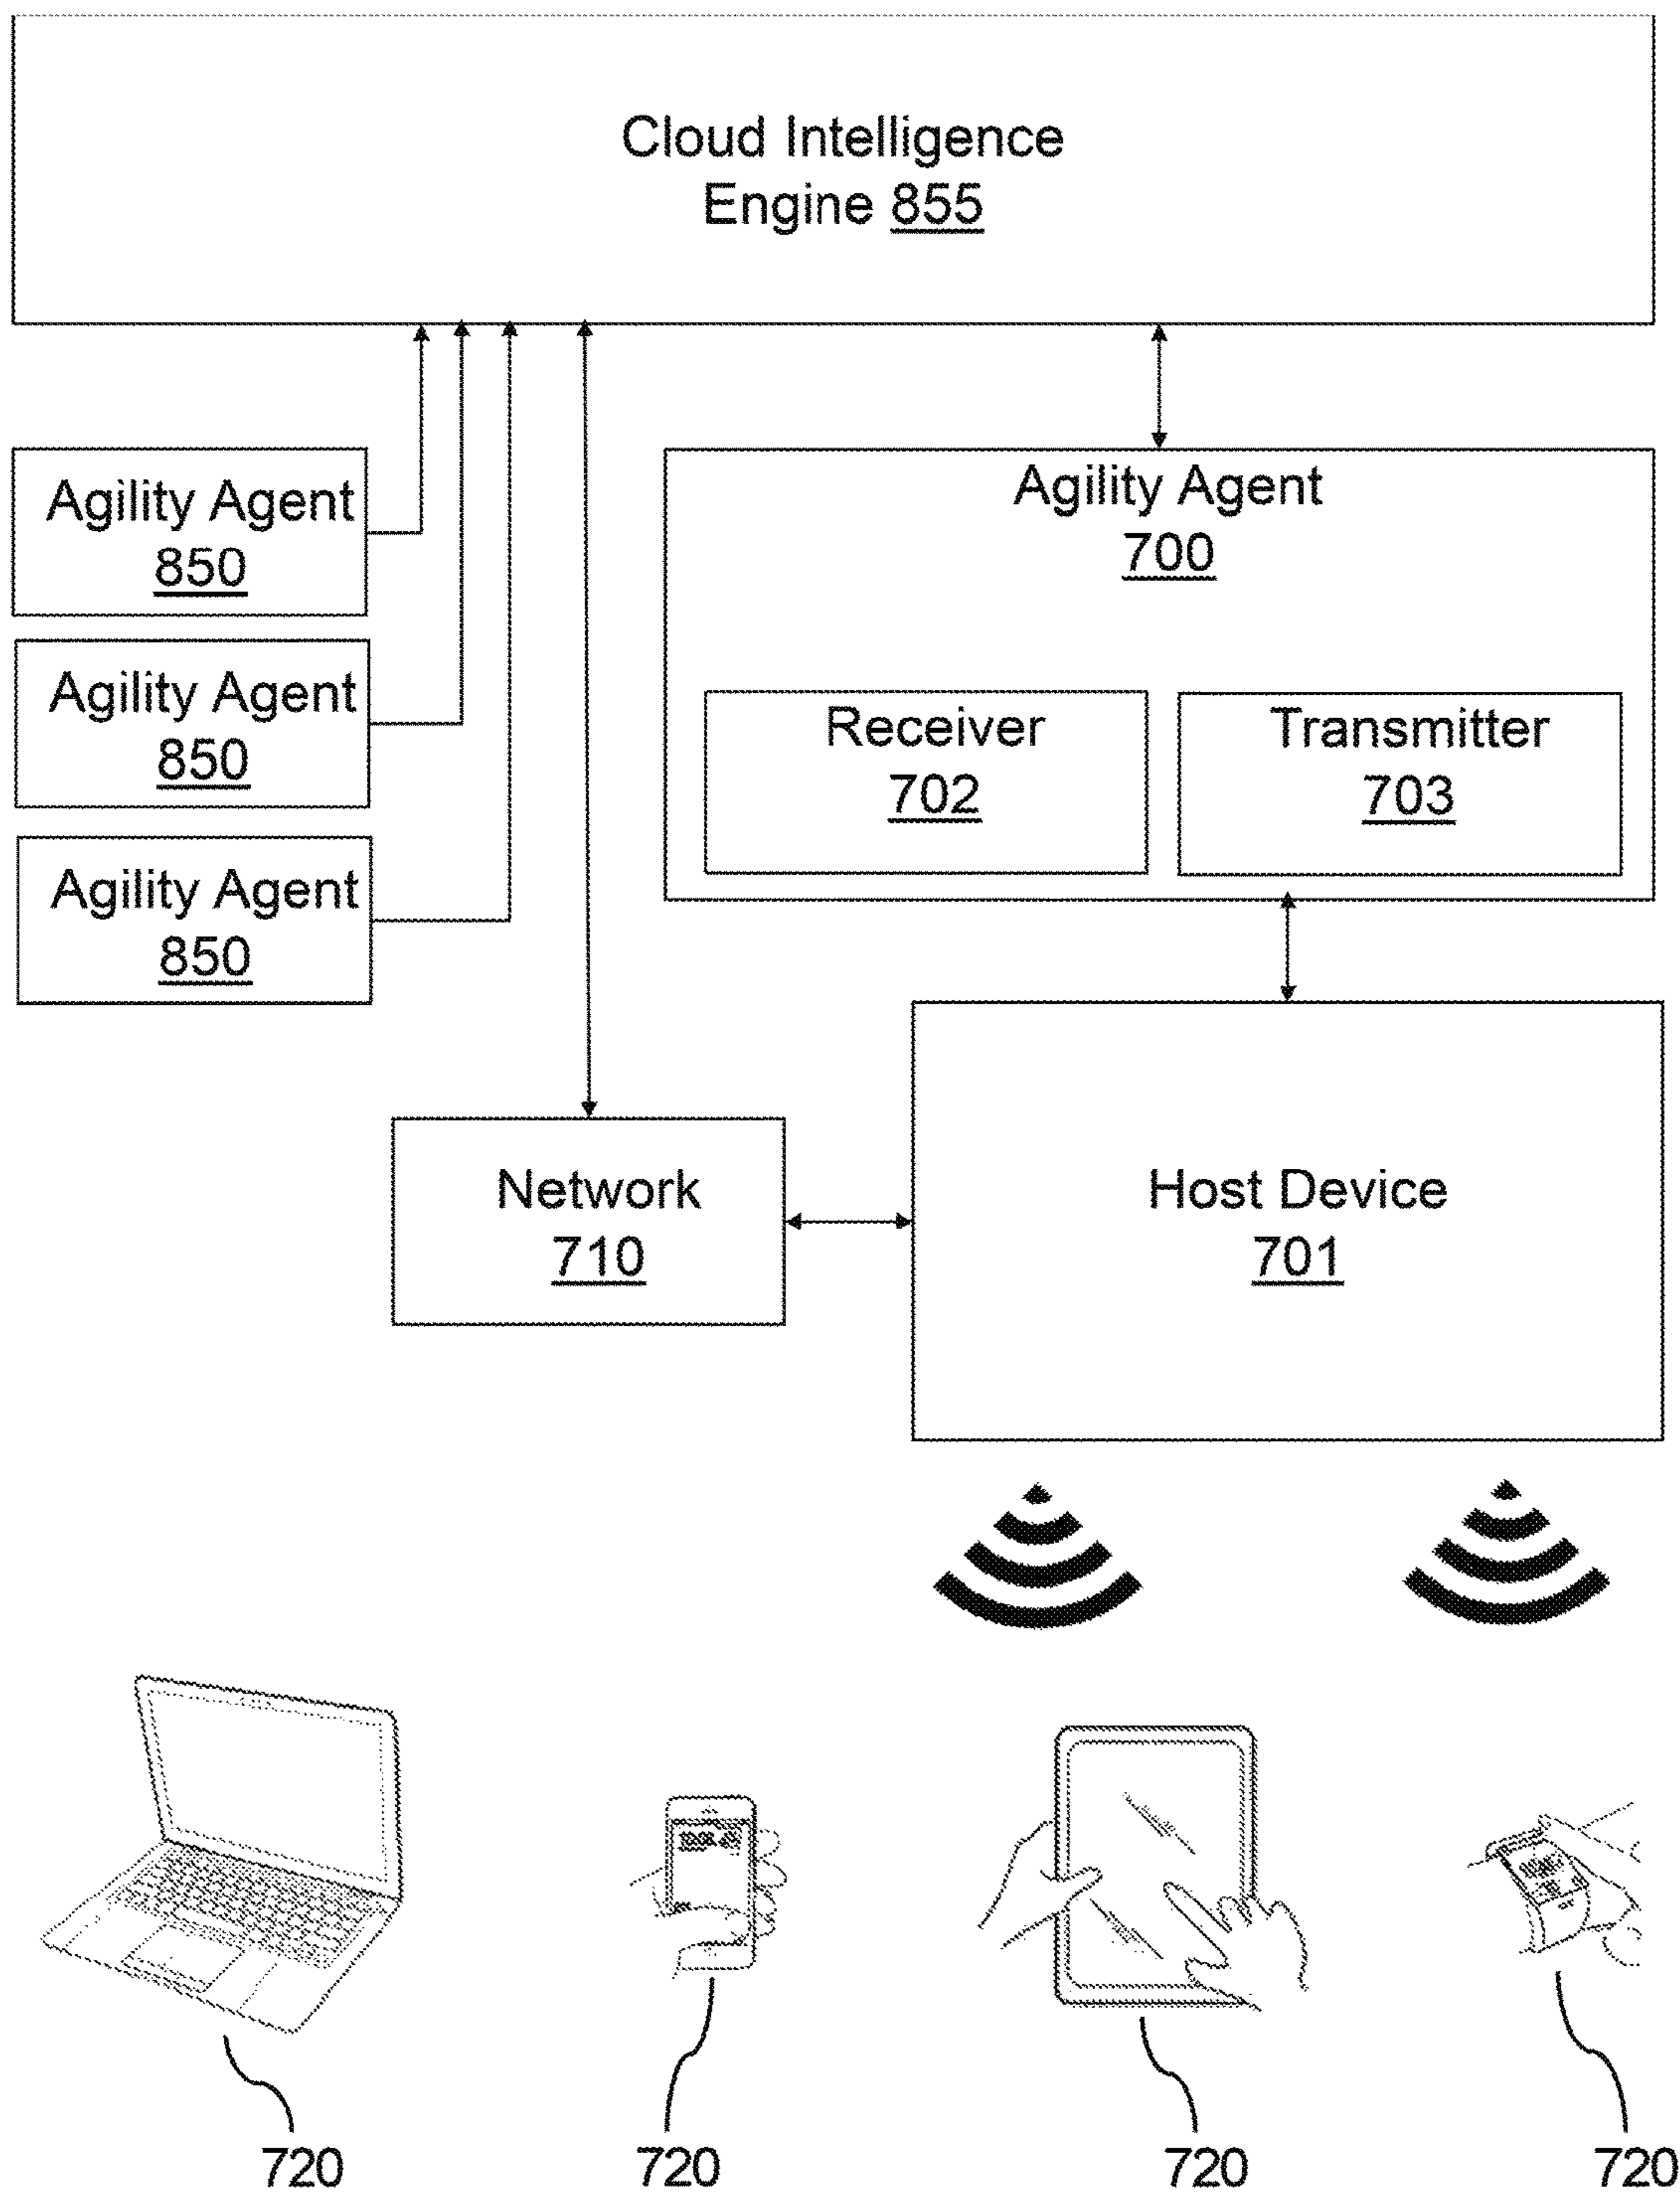 Cloud Intelligence
Engine 855
Agility Agent
850
Agility Agent
850
Agility Agent
850
Agility Agent
700
Receiver
702
Transmitter
703
Network
710
Host Device
701
720
720
720
720